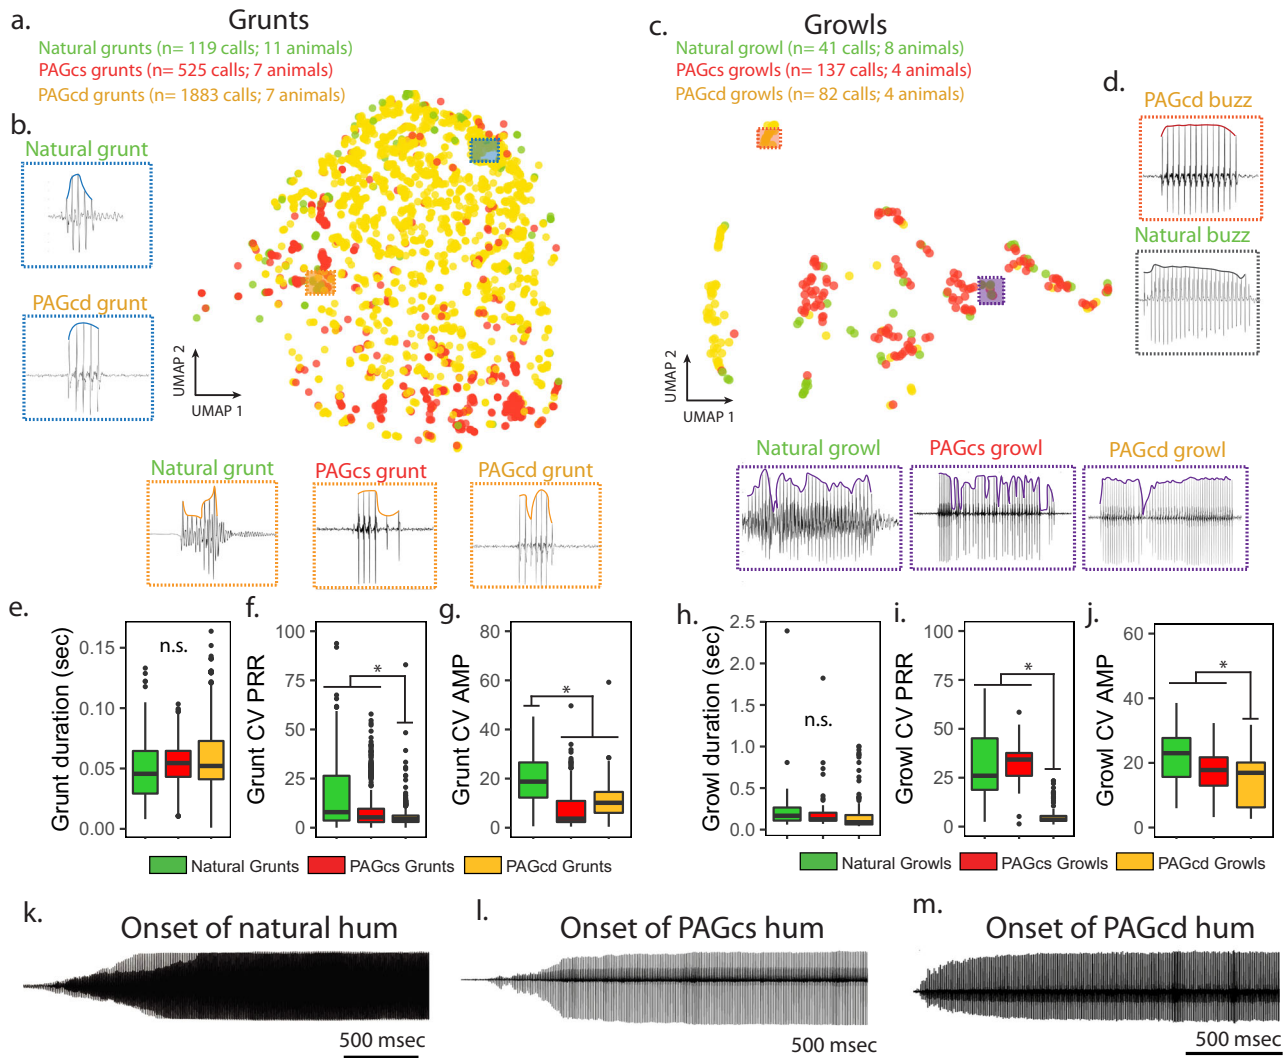 a.
Grunts
Natural grunts (n= 119 calls; 11 animals)
PAGcs grunts (n= 525 calls; 7 animals)
PAGcd grunts (n= 1883 calls; 7 animals)
b.
Natural grunt
PAGcd grunt
UMAP 2
UMAP 1
Natural grunt
PAGcs grunt
PAGcd grunt
c.
Growls
Natural growl (n= 41 calls; 8 animals)
PAGcs growls (n= 137 calls; 4 animals)
PAGcd growls (n= 82 calls; 4 animals)
UMAP 2
UMAP 1
d.
PAGcd buzz
Natural buzz
Natural growl
PAGcs growl
PAGcd growl
e.
Grunt duration (sec)
0.15
0.10
0.05
0.00
n.s.
f.
Grunt CV PRR
100
75
50
25
0
*
g.
Grunt CV AMP
80
60
40
20
0
*
h.
Growl duration (sec)
2.5
2.0
1.5
1.0
0.5
0.0
n.s.
i.
Growl CV PRR
100
75
50
25
0
*
j.
Growl CV AMP
60
40
20
0
*
Natural Grunts
PAGcs Grunts
PAGcd Grunts
Natural Growls
PAGcs Growls
PAGcd Growls
k.
Onset of natural hum
500 msec
l.
Onset of PAGcs hum
500 msec
m.
Onset of PAGcd hum
500 msec